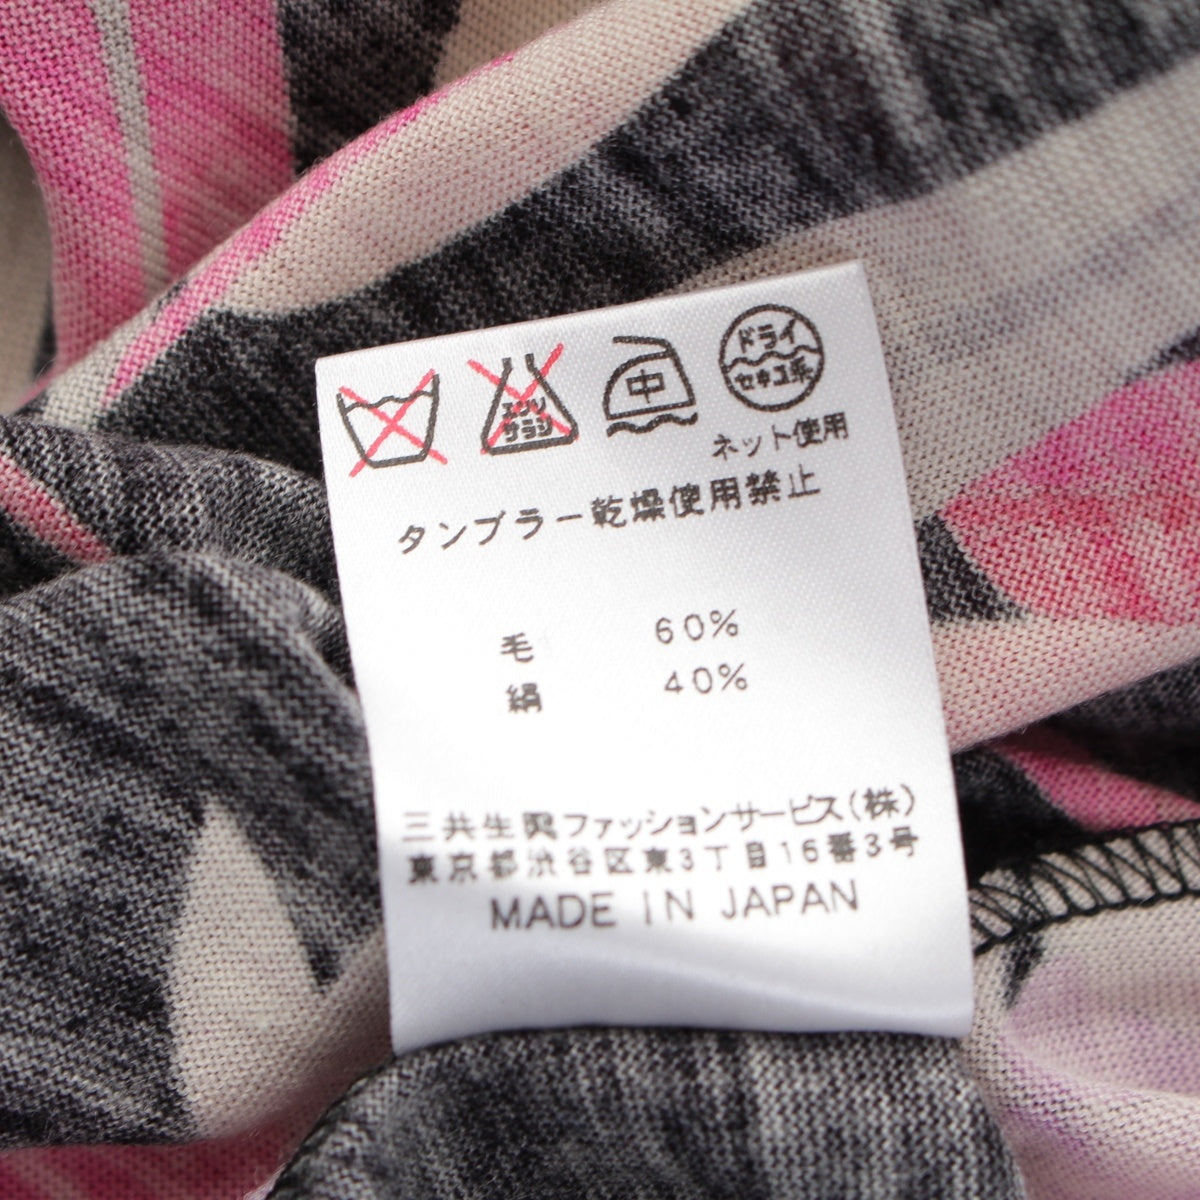 エンソ
サラシ
中
ドライ
セキユ系
ネット使用
タンブラー乾燥使用禁止
毛 60%
絹 40%
三共生興ファッションサービス(株)
東京都渋谷区東3丁目16番3号
MADE IN JAPAN